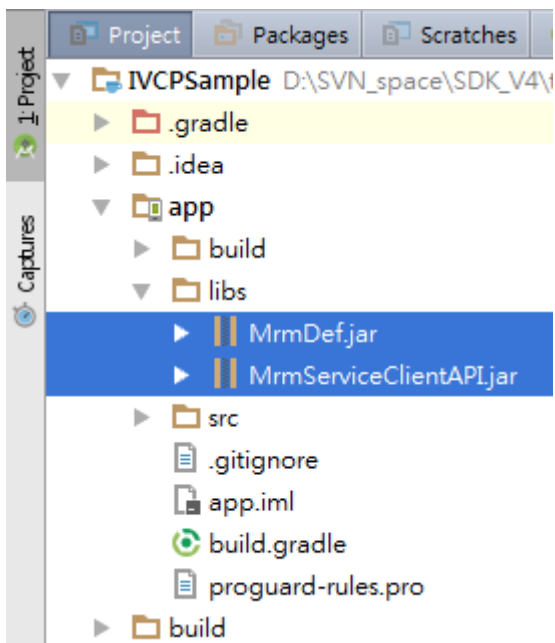 Project Packages Scratches
1: Project
Captures
IVCPSample D:\SVN_space\SDK_V4\
.gradle
.idea
app
build
libs
MrmDef.jar
MrmServiceClientAPI.jar
src
.gitignore
app.iml
build.gradle
proguard-rules.pro
build